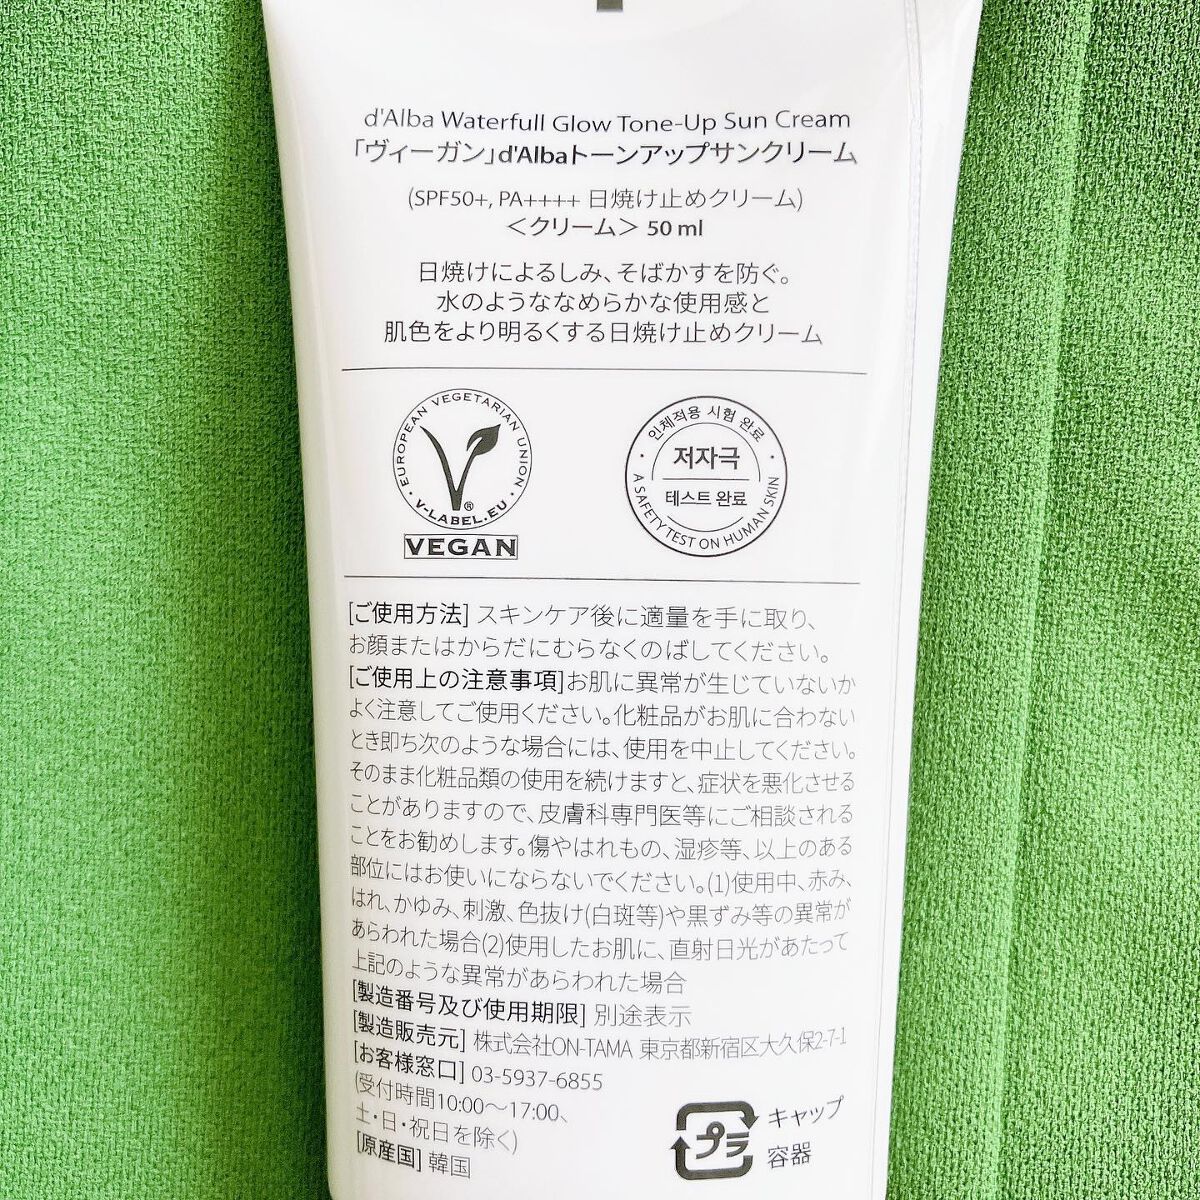 d'Alba Waterfull Glow Tone-Up Sun Cream
「ヴィーガン」d'Albaトーンアップサンクリーム
(SPF50+, PA++++ 日焼け止めクリーム)
＜クリーム＞ 50 ml
日焼けによるしみ、そばかすを防ぐ。
水のようななめらかな使用感と
肌色をより明るくする日焼け止めクリーム
· EUROPEAN VEGETARIAN UNION ·
V-LABEL.EU
®
VEGAN
· 인체적용 시험 완료 ·
저자극
테스트 완료
A SAFETY TEST ON HUMAN SKIN
[ご使用方法] スキンケア後に適量を手に取り、
お顔またはからだにむらなくのばしてください。
[ご使用上の注意事項]お肌に異常が生じていないか
よく注意してご使用ください。化粧品がお肌に合わない
とき即ち次のような場合には、使用を中止してください。
そのまま化粧品類の使用を続けますと、症状を悪化させる
ことがありますので、皮膚科専門医等にご相談される
ことをお勧めします。傷やはれもの、湿疹等、以上のある
部位にはお使いにならないでください。(1)使用中、赤み、
はれ、かゆみ、刺激、色抜け(白斑等)や黒ずみ等の異常が
あらわれた場合(2)使用したお肌に、直射日光があたって
上記のような異常があらわれた場合
[製造番号及び使用期限] 別途表示
[製造販売元] 株式会社ON-TAMA 東京都新宿区大久保2-7-1
[お客様窓口] 03-5937-6855
(受付時間10:00～17:00、
土・日・祝日を除く)
[原産国] 韓国
プラ
キャップ
容器